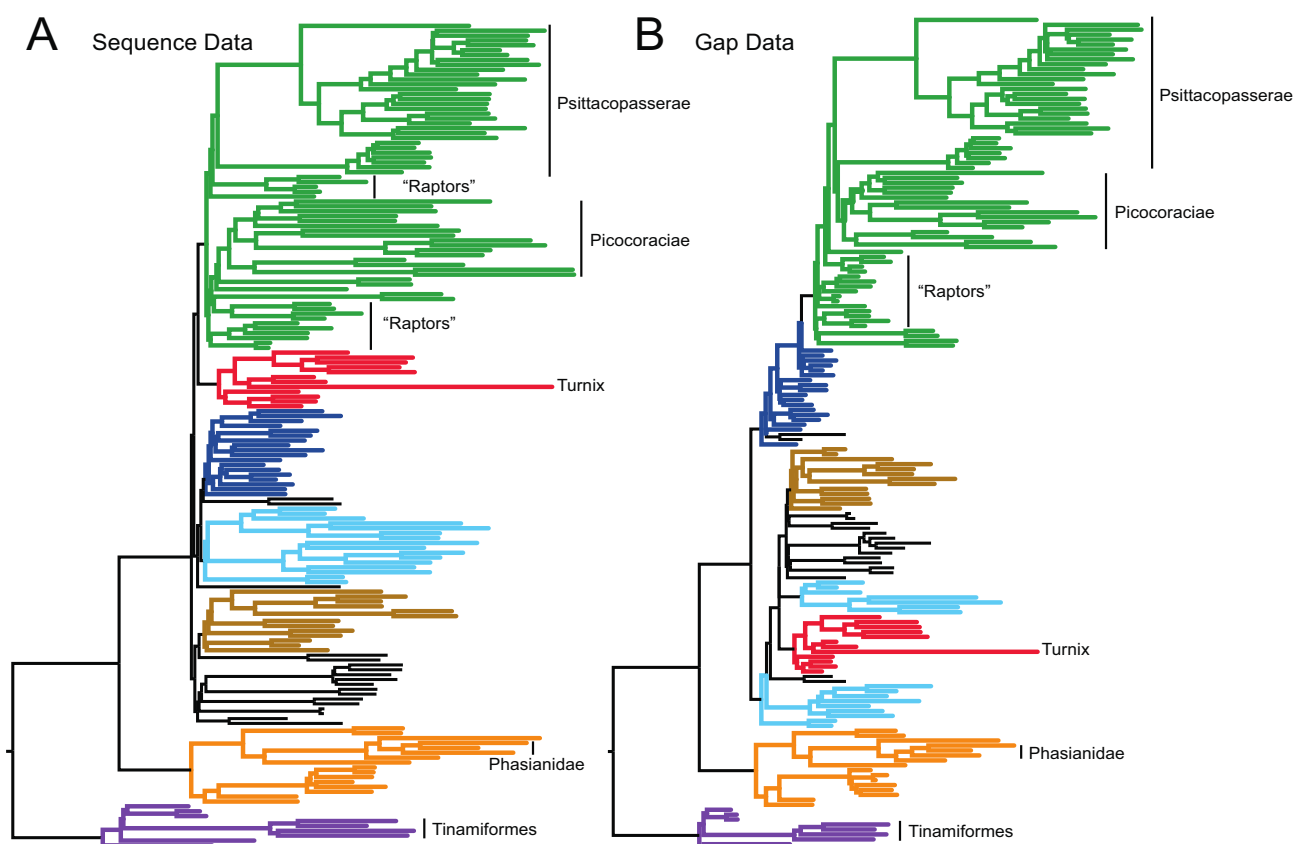 A Sequence Data
Psittacopasserae
“Raptors”
Picocoraciae
“Raptors”
Turnix
Phasianidae
Tinamiformes
B Gap Data
Psittacopasserae
Picocoraciae
“Raptors”
Turnix
Phasianidae
Tinamiformes